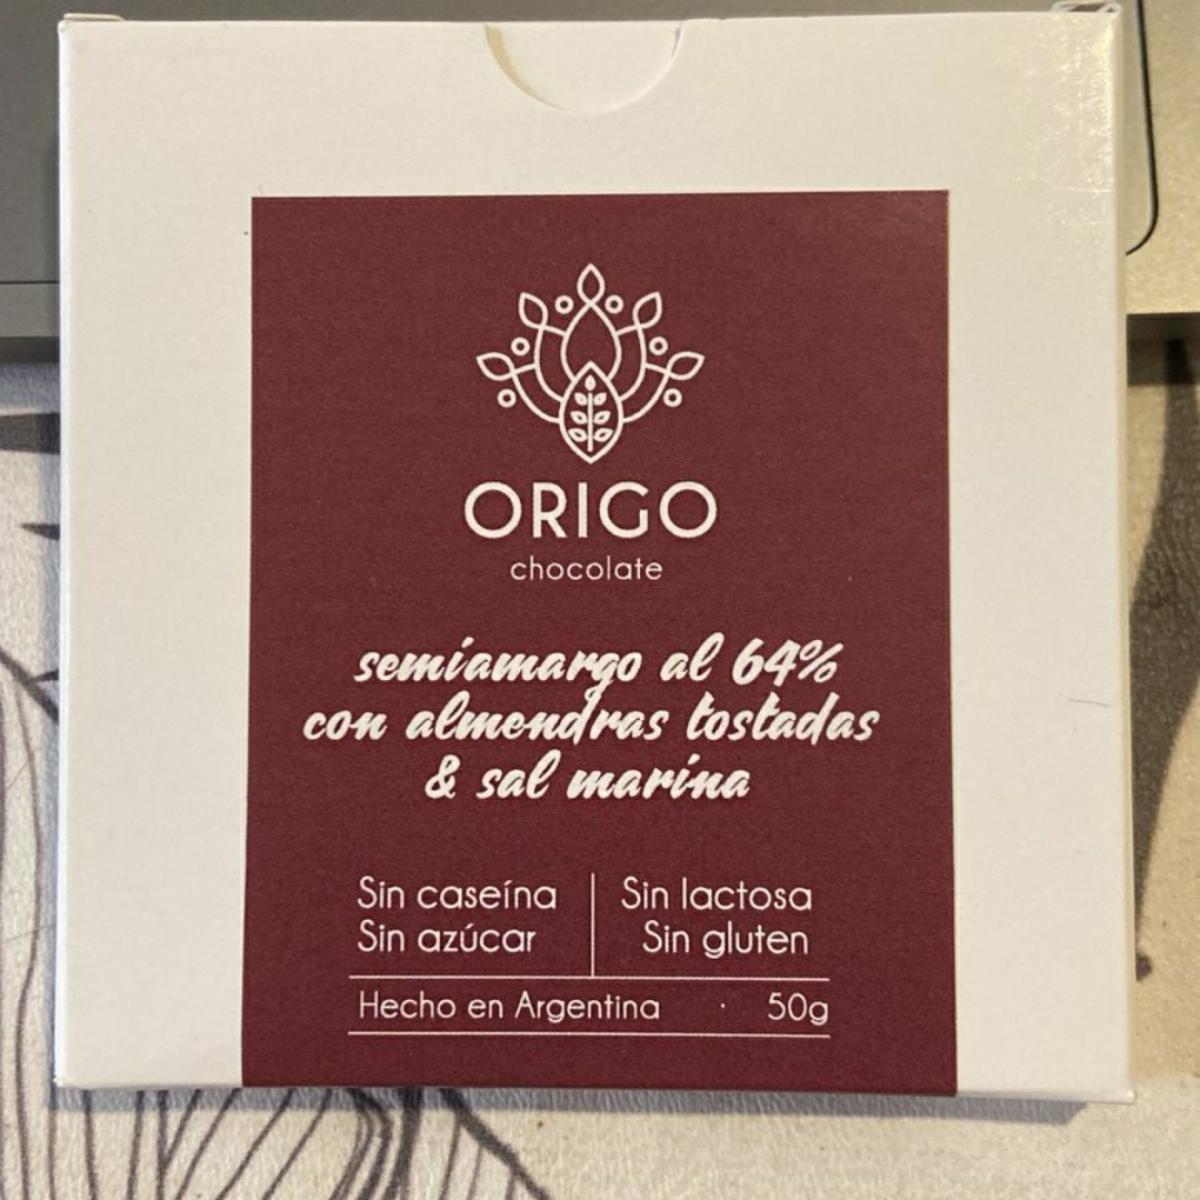 ORIGO
chocolate
semiamargo al 64%
con almendras tostadas
& sal marina
Sin caseína
Sin lactosa
Sin azúcar
Sin gluten
Hecho en Argentina · 50g